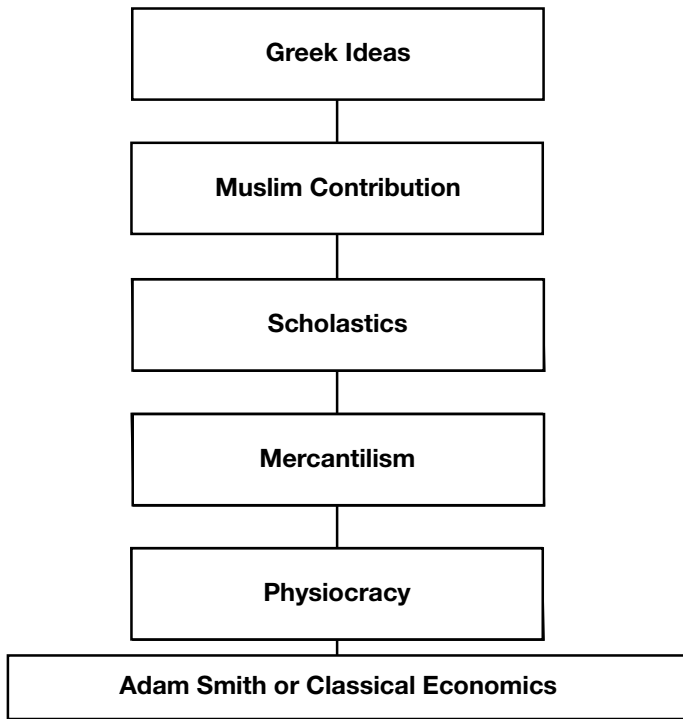 Greek Ideas
Muslim Contribution
Scholastics
Mercantilism
Physiocracy
Adam Smith or Classical Economics